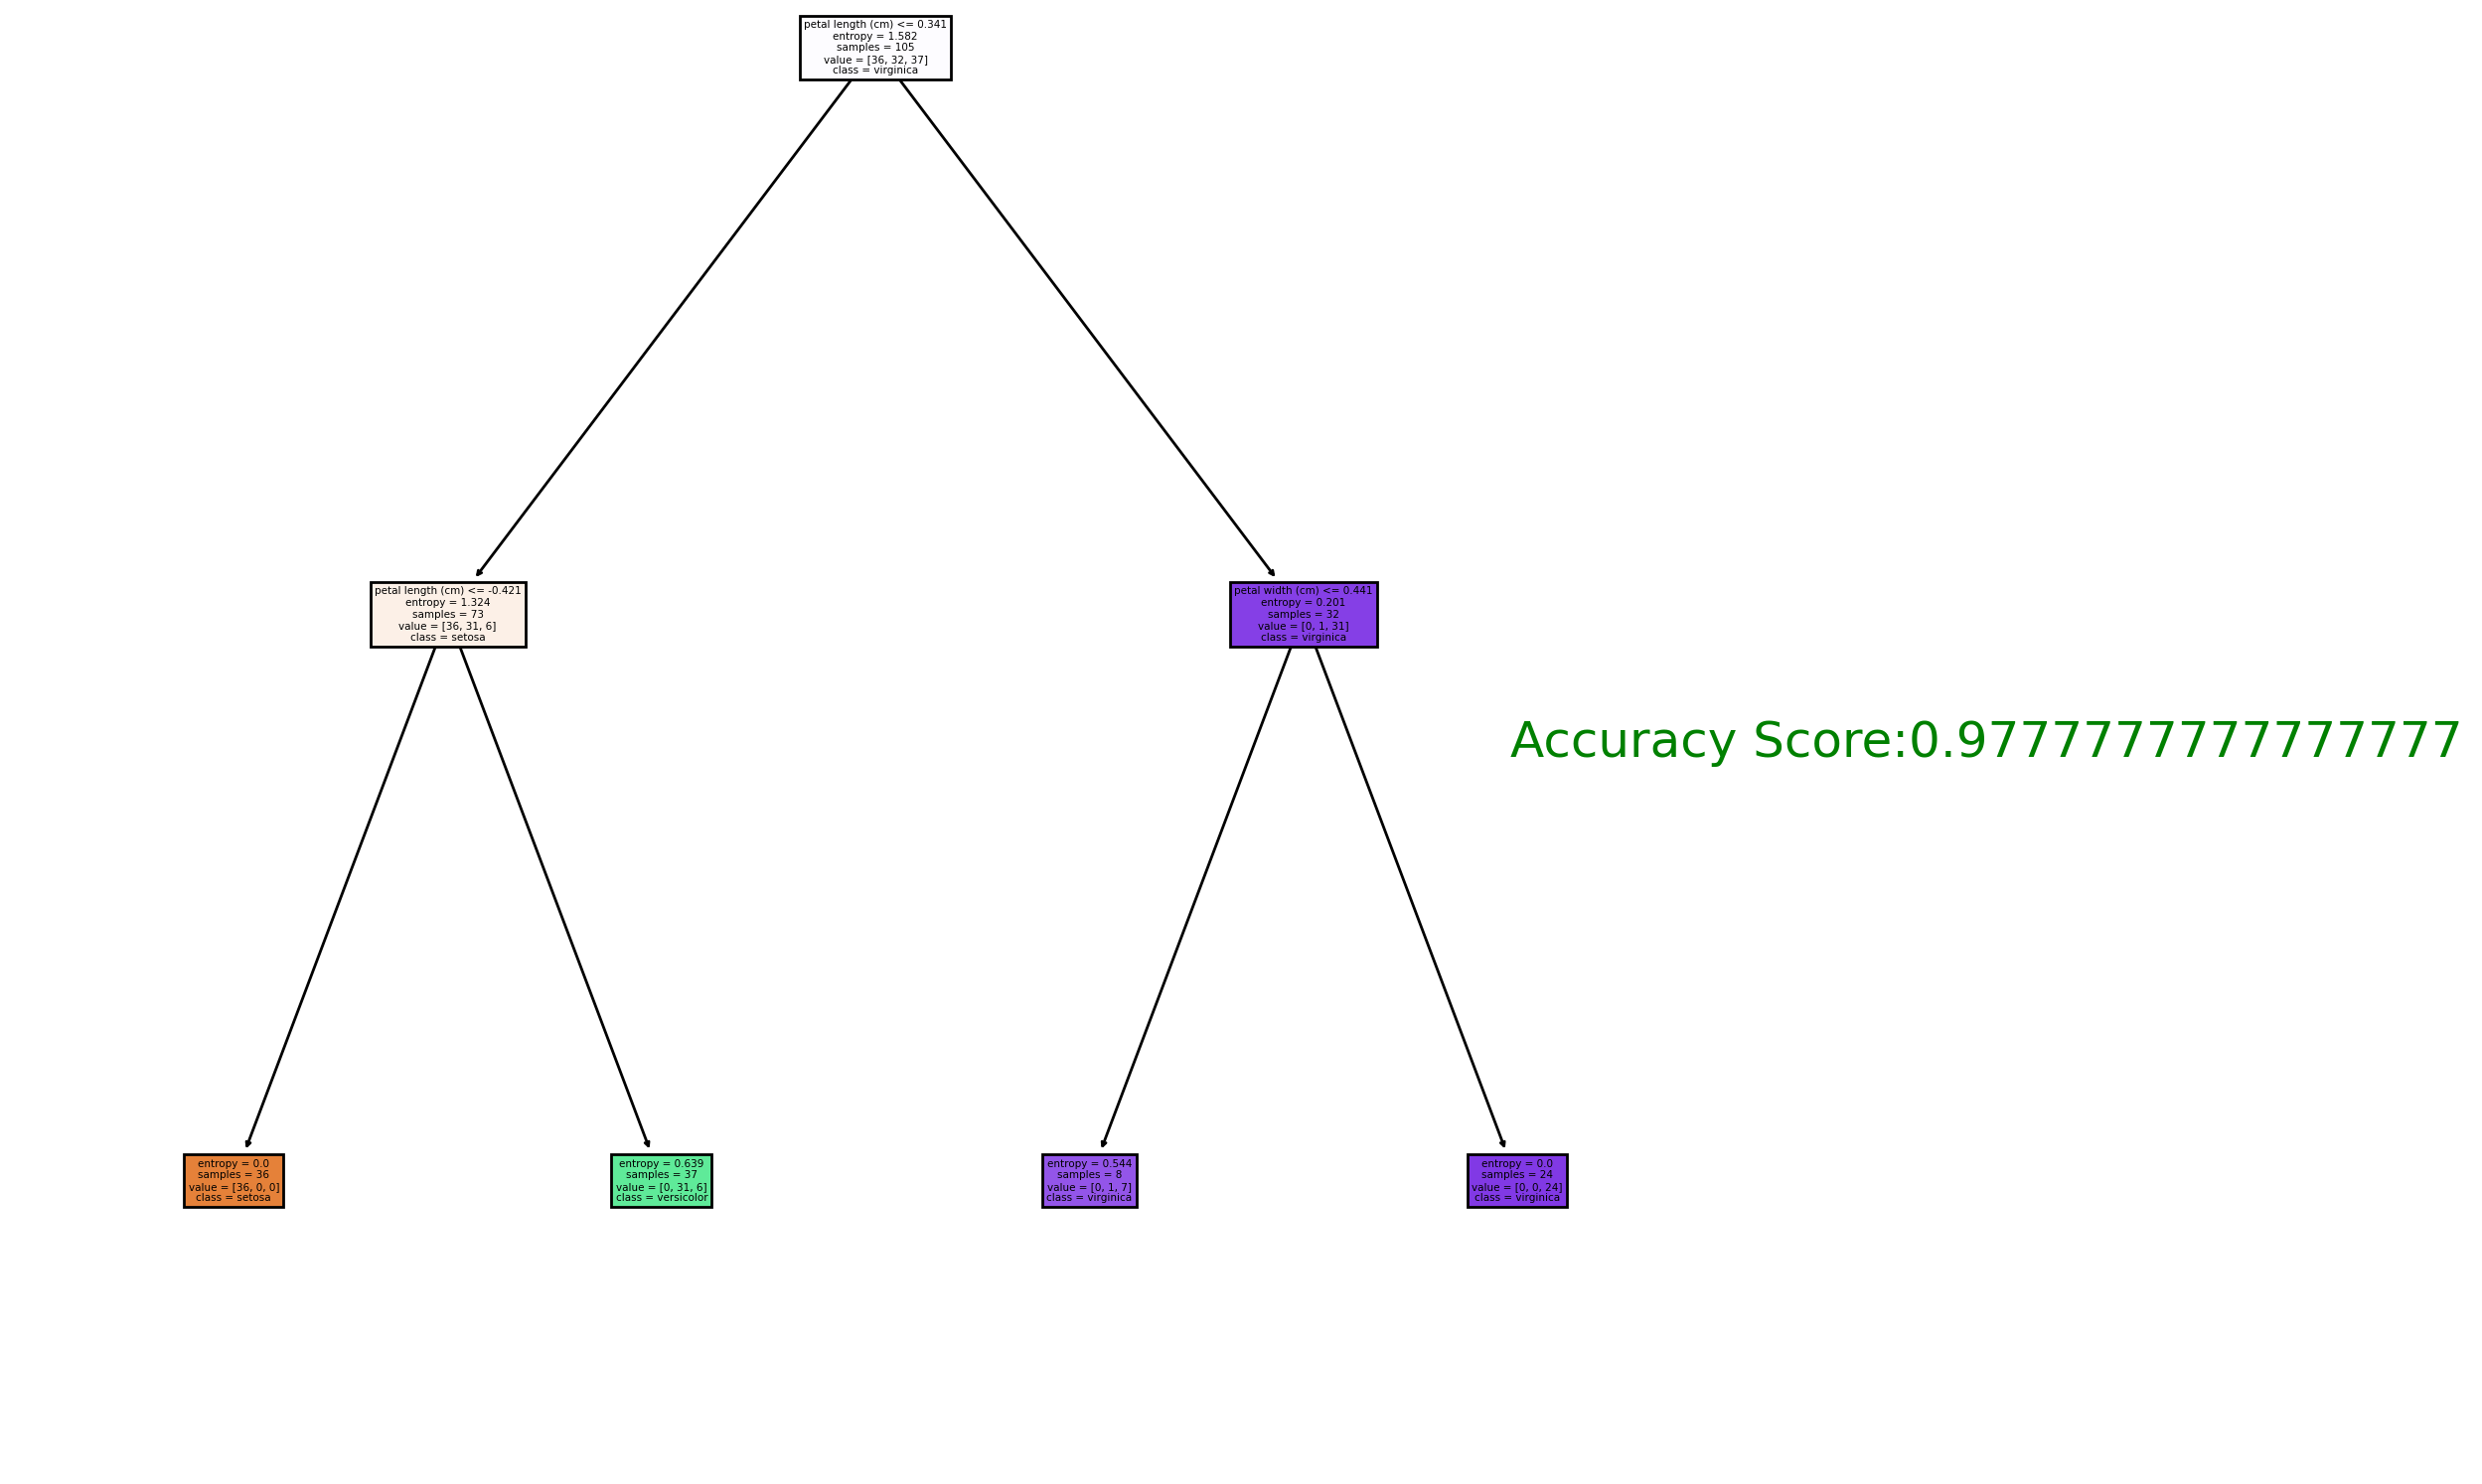 petal length (cm) <= 0.341
entropy = 1.582
samples = 105
value = [36, 32, 37]
class = virginica
petal length (cm) <= -0.421
entropy = 1.324
samples = 73
value = [36, 31, 6]
class = setosa
petal width (cm) <= 0.441
entropy = 0.201
samples = 32
value = [0, 1, 31]
class = virginica
Accuracy Score:0.9777777777777777
entropy = 0.0
samples = 36
value = [36, 0, 0]
class = setosa
entropy = 0.639
samples = 37
value = [0, 31, 6]
class = versicolor
entropy = 0.544
samples = 8
value = [0, 1, 7]
class = virginica
entropy = 0.0
samples = 24
value = [0, 0, 24]
class = virginica